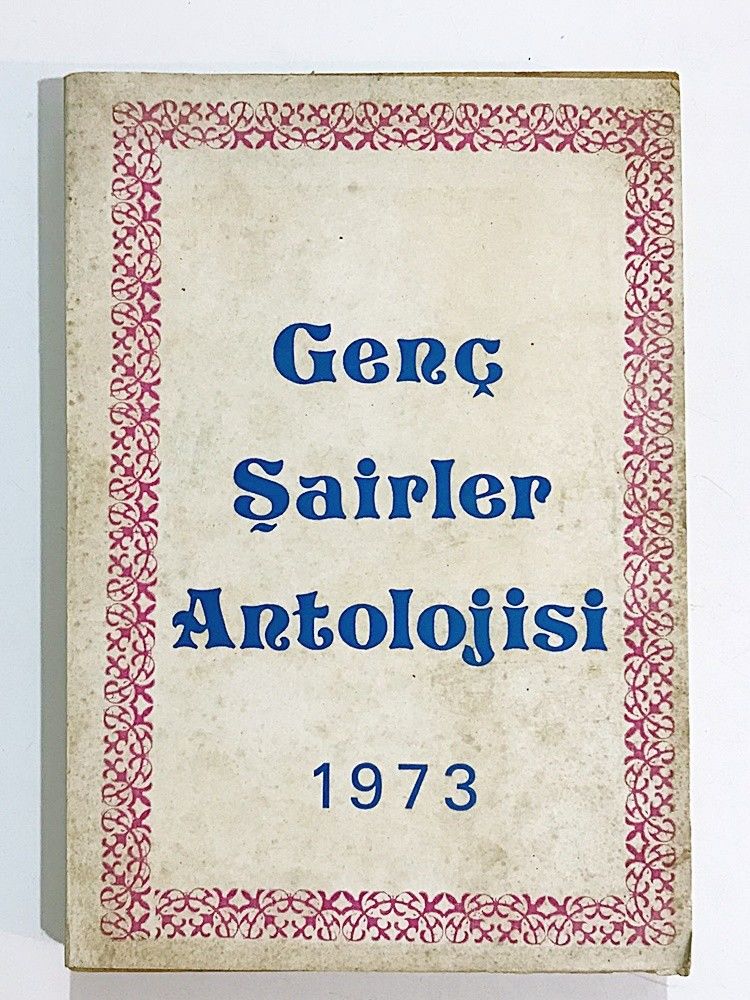 Genç
Şairler
Antolojisi
1973